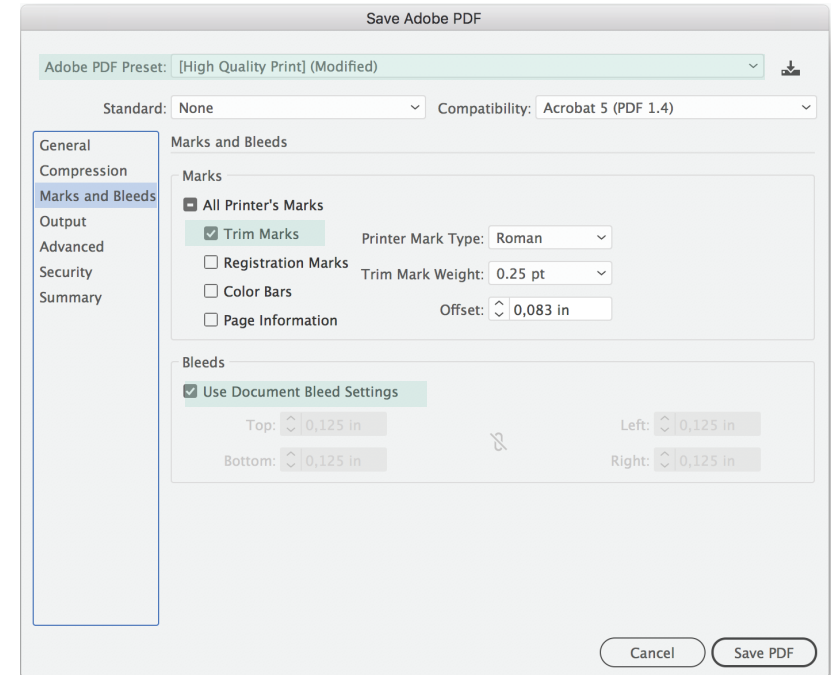 Save Adobe PDF
Adobe PDF Preset: [High Quality Print] (Modified)
Standard: None Compatibility: Acrobat 5 (PDF 1.4)
General
Compression
Marks and Bleeds
Output
Advanced
Security
Summary
Marks and Bleeds
Marks
All Printer's Marks
Trim Marks
Registration Marks
Color Bars
Page Information
Printer Mark Type: Roman
Trim Mark Weight: 0.25 pt
Offset: 0,083 in
Bleeds
Use Document Bleed Settings
Top: 0,125 in Left: 0,125 in
Bottom: 0,125 in Right: 0,125 in
Cancel Save PDF